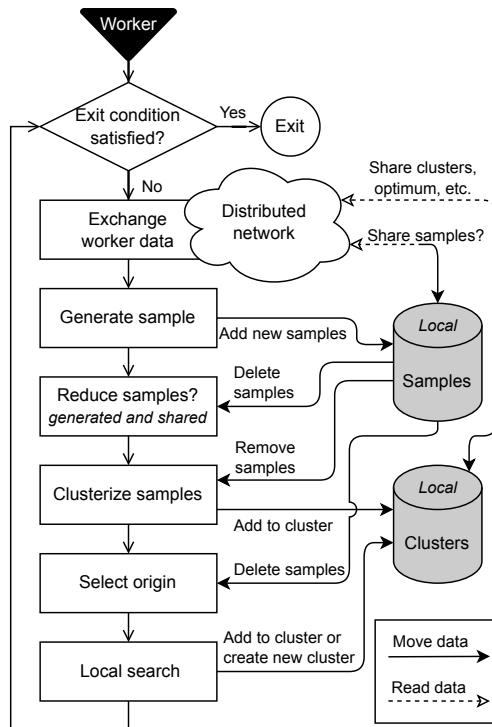 Worker
Exit condition
satisfied?
Yes
Exit
No
Share clusters,
optimum, etc.
Exchange
worker data
Distributed
network
Share samples?
Generate sample
Add new samples
Local
Samples
Reduce samples?
generated and shared
Delete
samples
Remove
samples
Clusterize samples
Add to cluster
Local
Clusters
Select origin
Delete samples
Local search
Add to cluster or
create new cluster
Move data
Read data